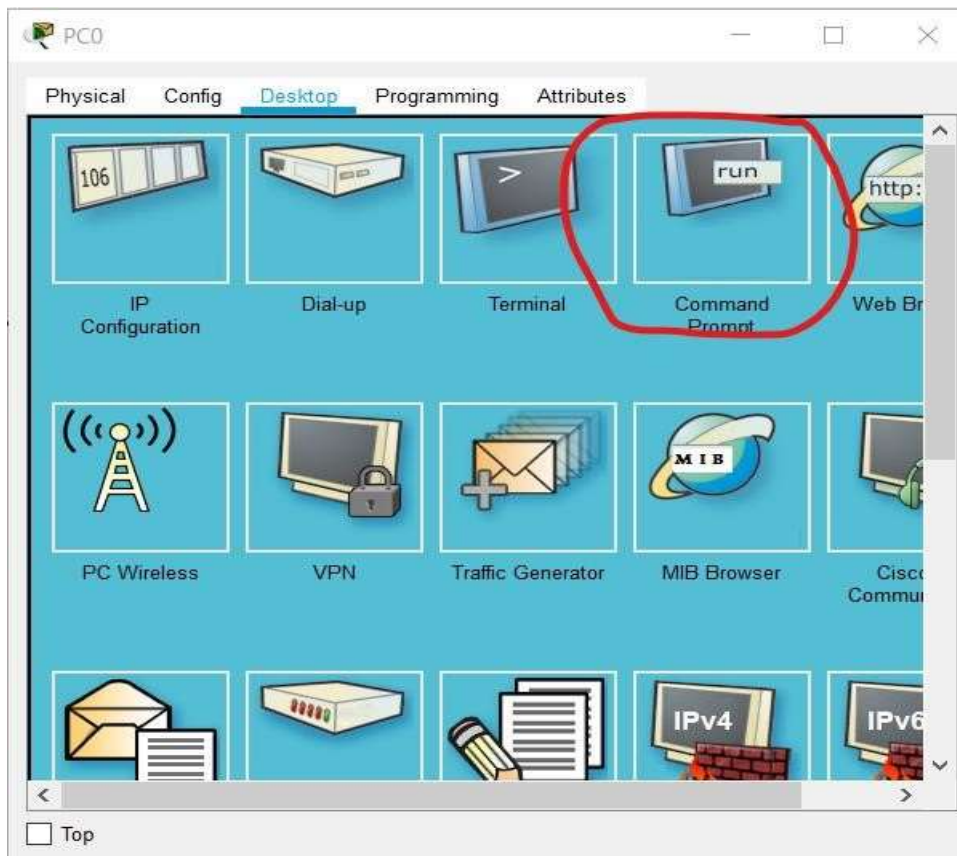 PC0
Physical Config Desktop Programming Attributes
106
>
run
http:
IP
Configuration
Dial-up
Terminal
Command
Prompt
Web Br
MIB
PC Wireless
VPN
Traffic Generator
MIB Browser
Cisco
Commu
IPv4
IPv6
Top